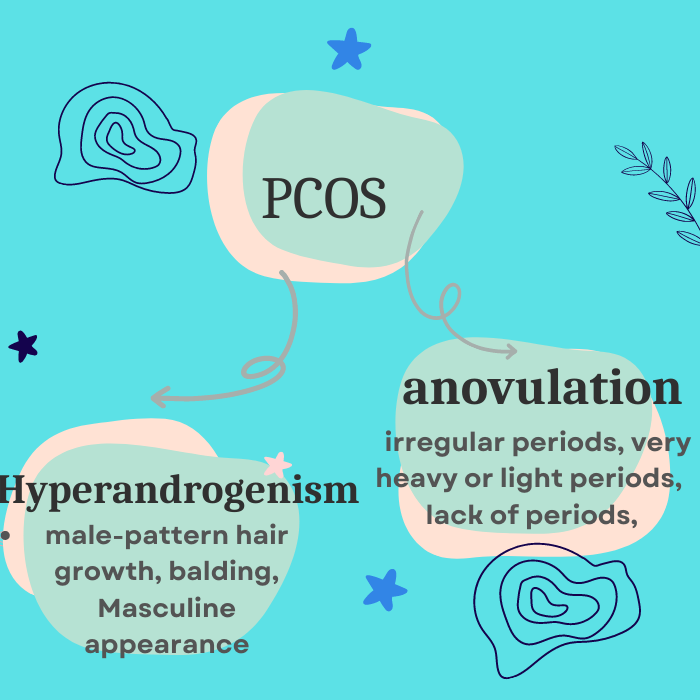 PCOS
anovulation
irregular periods, very
heavy or light periods,
lack of periods,
Hyperandrogenism
• male-pattern hair
growth, balding,
Masculine
appearance